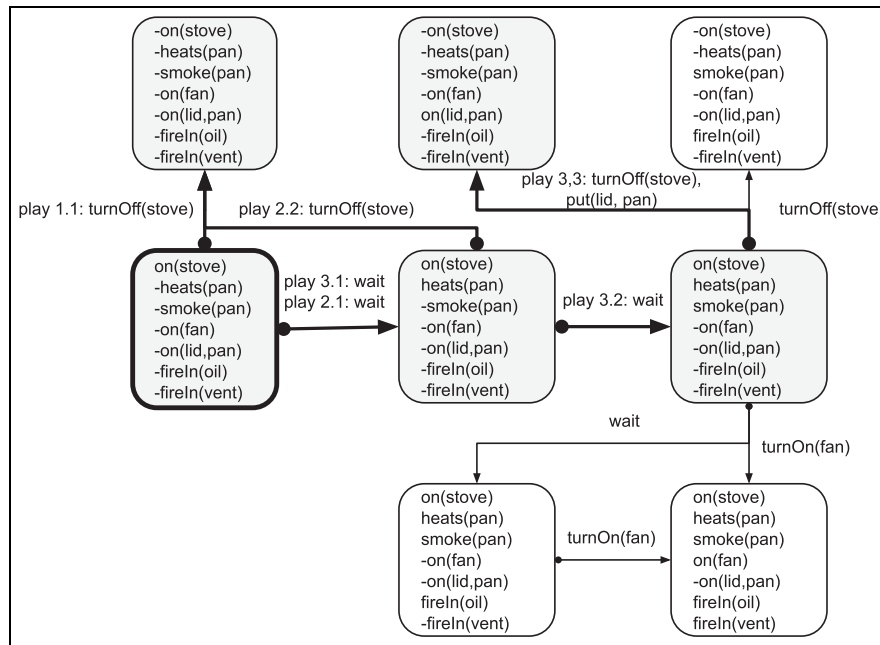 -on(stove)
-heats(pan)
-smoke(pan)
-on(fan)
-on(lid,pan)
-fireIn(oil)
-fireIn(vent)
-on(stove)
-heats(pan)
-smoke(pan)
-on(fan)
on(lid,pan)
-fireIn(oil)
-fireIn(vent)
-on(stove)
-heats(pan)
smoke(pan)
-on(fan)
-on(lid,pan)
fireIn(oil)
-fireIn(vent)
play 1.1: turnOff(stove)
play 2.2: turnOff(stove)
play 3,3: turnOff(stove),
put(lid, pan)
turnOff(stove
on(stove)
-heats(pan)
-smoke(pan)
-on(fan)
-on(lid,pan)
-fireIn(oil)
-fireIn(vent)
play 3.1: wait
play 2.1: wait
on(stove)
heats(pan)
-smoke(pan)
-on(fan)
-on(lid,pan)
-fireIn(oil)
-fireIn(vent)
play 3.2: wait
on(stove)
heats(pan)
smoke(pan)
-on(fan)
-on(lid,pan)
-fireIn(oil)
-fireIn(vent)
wait
turnOn(fan)
on(stove)
heats(pan)
smoke(pan)
-on(fan)
-on(lid,pan)
fireIn(oil)
-fireIn(vent)
turnOn(fan)
on(stove)
heats(pan)
smoke(pan)
on(fan)
-on(lid,pan)
fireIn(oil)
fireIn(vent)